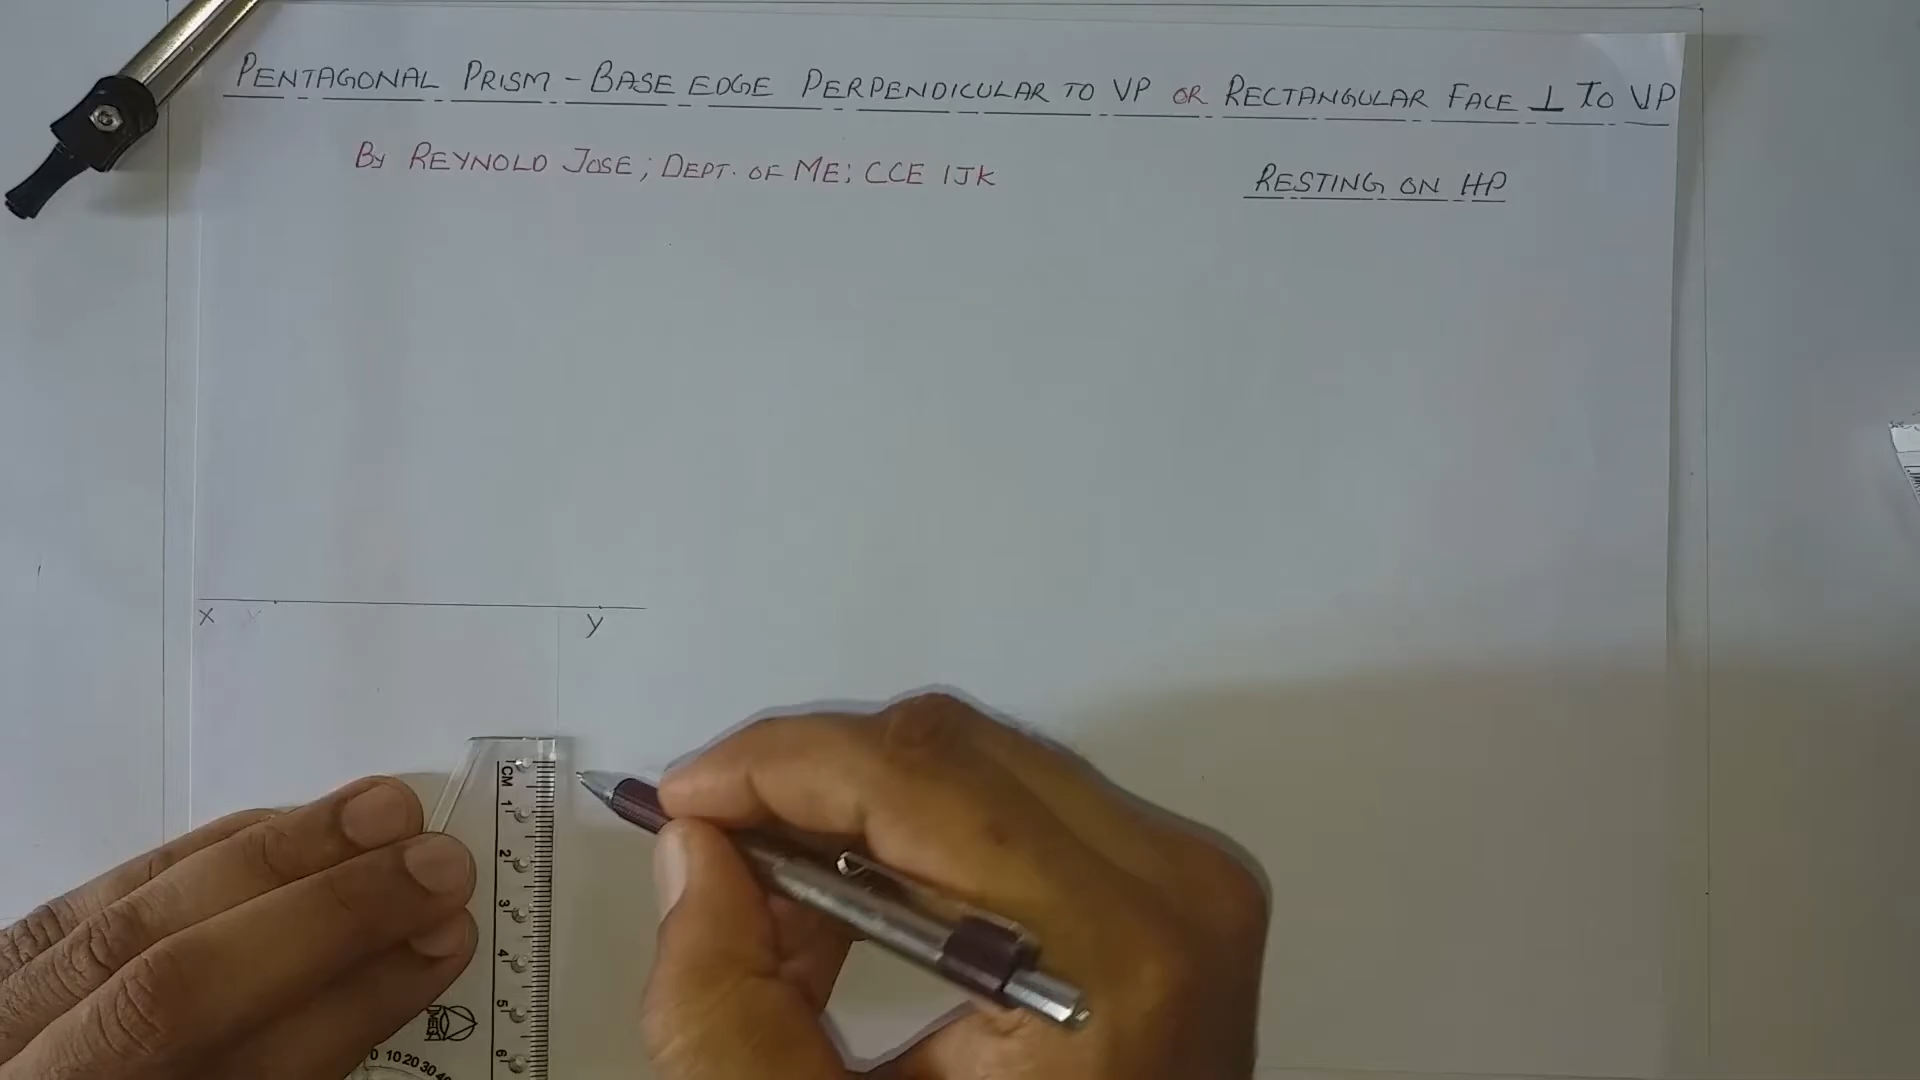 PENTAGONAL PRISM - BASE EDGE PERPENDICULAR TO VP OR RECTANGULAR FACE ⊥ TO VP
By REYNOLD JOSE; DEPT. OF ME; CCE IJK
RESTING ON HP
X X Y
CM 1 2 3 4 5 6
0 10 20 30 40